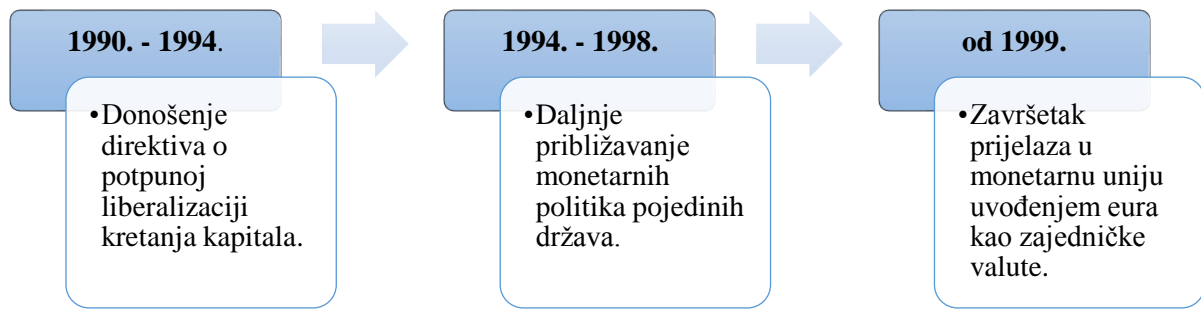 1990. - 1994.
•Donošenje
direktiva o
potpunoj
liberalizaciji
kretanja kapitala.
1994. - 1998.
•Daljnje
približavanje
monetarnih
politika pojedinih
država.
od 1999.
•Završetak
prijelaza u
monetarnu uniju
uvođenjem eura
kao zajedničke
valute.